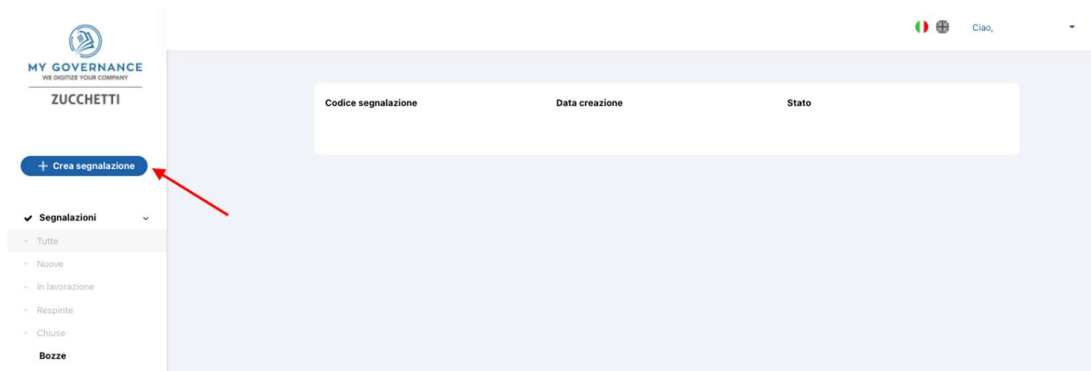 MY GOVERNANCE
WE DIGITIZE YOUR COMPANY
ZUCCHETTI
Ciao,
Codice segnalazione Data creazione Stato
+ Crea segnalazione
Segnalazioni
- Tutte
- Nuove
- In lavorazione
- Respinte
- Chiuse
Bozze